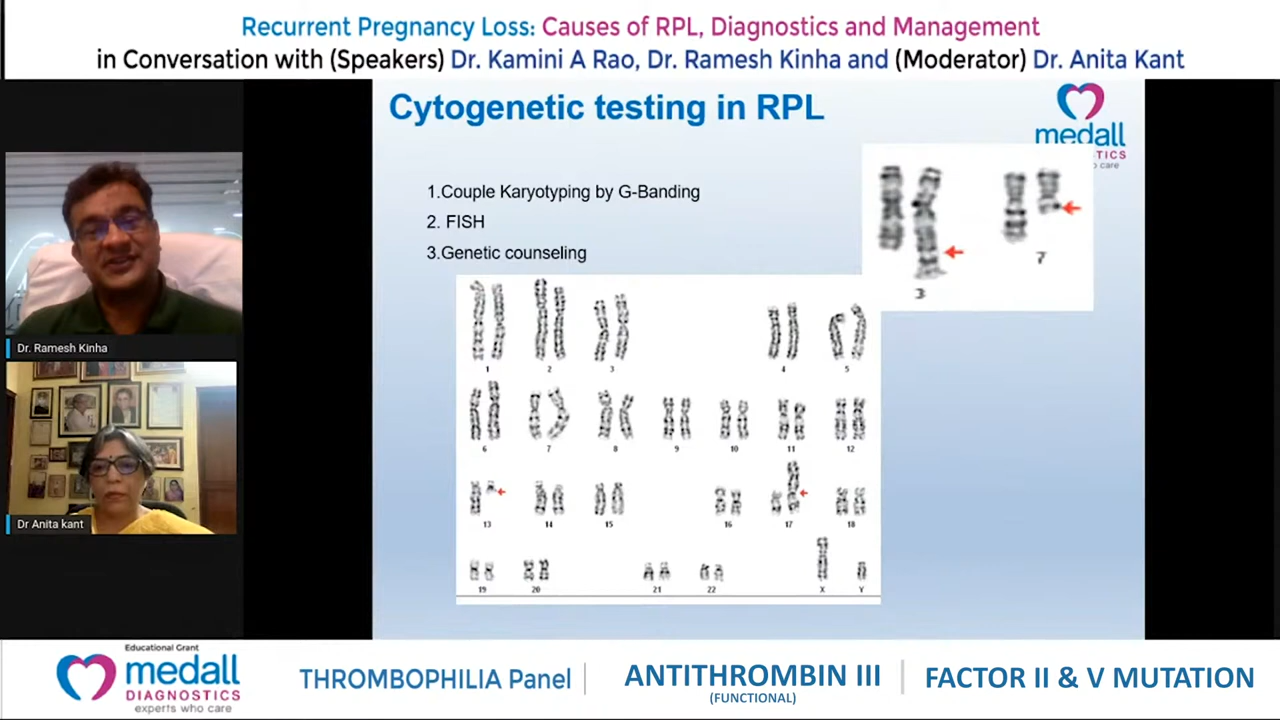 Recurrent Pregnancy Loss: Causes of RPL, Diagnostics and Management
in Conversation with (Speakers) Dr. Kamini A Rao, Dr. Ramesh Kinha and (Moderator) Dr. Anita Kant
Cytogenetic testing in RPL
medall
TICS
o care
1.Couple Karyotyping by G-Banding
2. FISH
3.Genetic counseling
3
7
1 2 3 4 5
6 7 8 9 10 11 12
13 14 15 16 17 18
19 20 21 22 X Y
Dr. Ramesh Kinha
Dr Anita kant
Educational Grant
medall
DIAGNOSTICS
experts who care
THROMBOPHILIA Panel
ANTITHROMBIN III
(FUNCTIONAL)
FACTOR II & V MUTATION